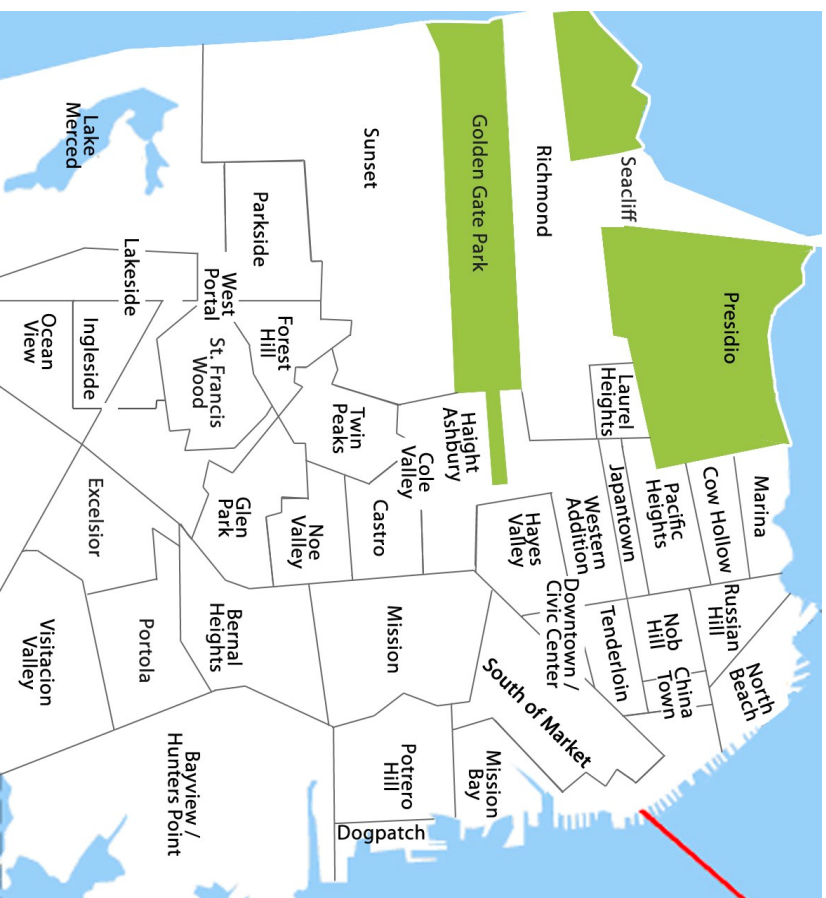 Presidio
Marina
Cow Hollow
Pacific
Heights
Russian
Hill
North
Beach
Seacliff
Laurel
Heights
Japantown
Nob
Hill
China
Town
Richmond
Western
Addition
Tenderloin
Downtown /
Civic Center
Golden Gate Park
Haight
Ashbury
Hayes
Valley
South of Market
Sunset
Cole
Valley
Twin
Peaks
Castro
Mission
Mission
Bay
Potrero
Hill
Dogpatch
Parkside
Forest
Hill
West
Portal
St. Francis
Wood
Noe
Valley
Glen
Park
Bernal
Heights
Lake
Merced
Lakeside
Ingleside
Ocean
View
Excelsior
Portola
Visitacion
Valley
Bayview /
Hunters Point